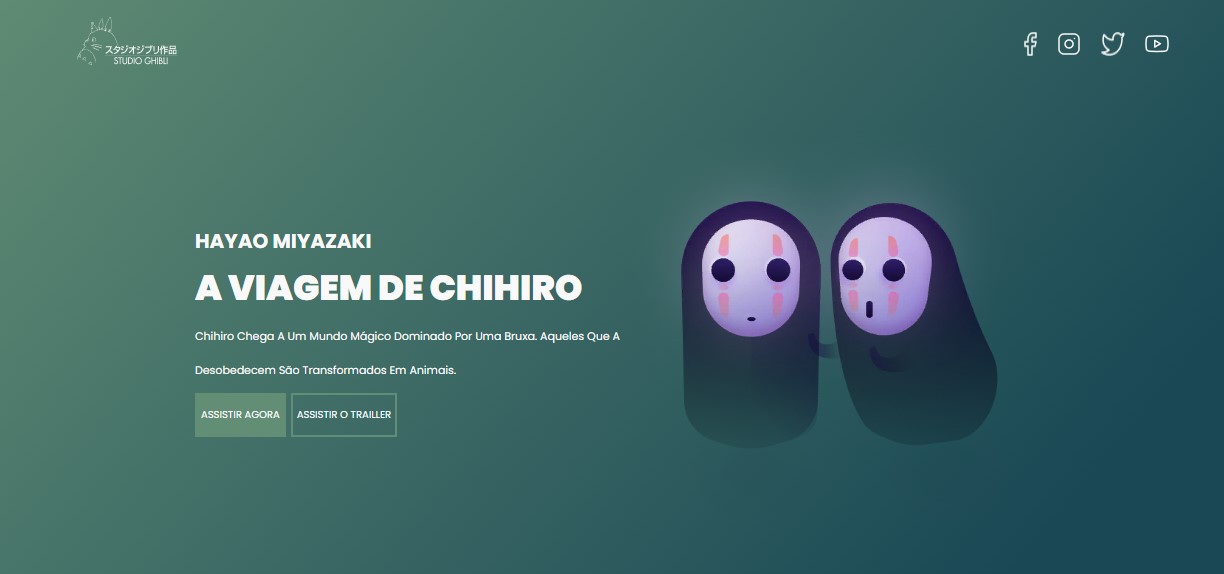 スタジオジブリ作品
STUDIO GHIBLI
HAYAO MIYAZAKI
A VIAGEM DE CHIHIRO
Chihiro Chega A Um Mundo Mágico Dominado Por Uma Bruxa. Aqueles Que A
Desobedecem São Transformados Em Animais.
ASSISTIR AGORA
ASSISTIR O TRAILLER